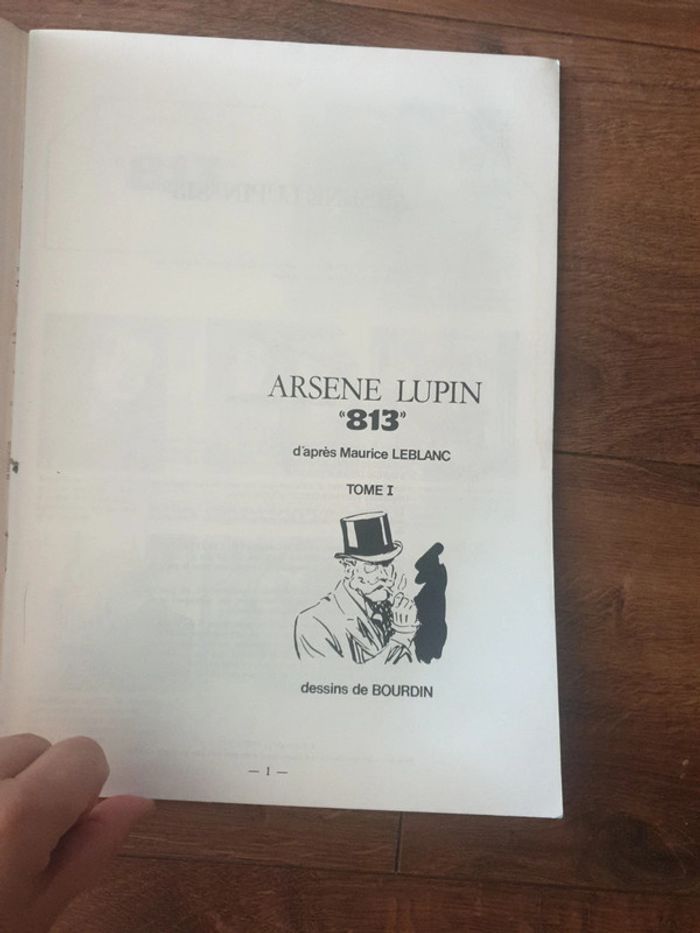 ARSENE LUPIN
«813»
d'après Maurice LEBLANC
TOME I
dessins de BOURDIN
— 1 —